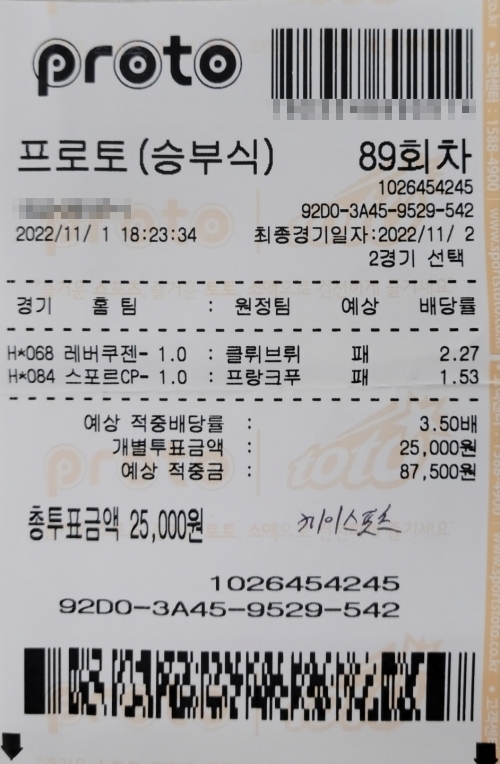 proto
프로토(승부식) 89회차
1026454245
92D0-3A45-9529-542
2022/11/ 1 18:23:34 최종경기일자:2022/11/ 2
2경기 선택
경기 홈 팀 : 원정팀 예상 배당률
H*068 레버쿠젠- 1.0 : 클뤼브뤼 패 2.27
H*084 스포르CP- 1.0 : 프랑크푸 패 1.53
예상 적중배당률 : 3.50배
개별투표금액 : 25,000원
예상 적중금 : 87,500원
총투표금액 25,000원 케이스포츠
1026454245
92D0-3A45-9529-542